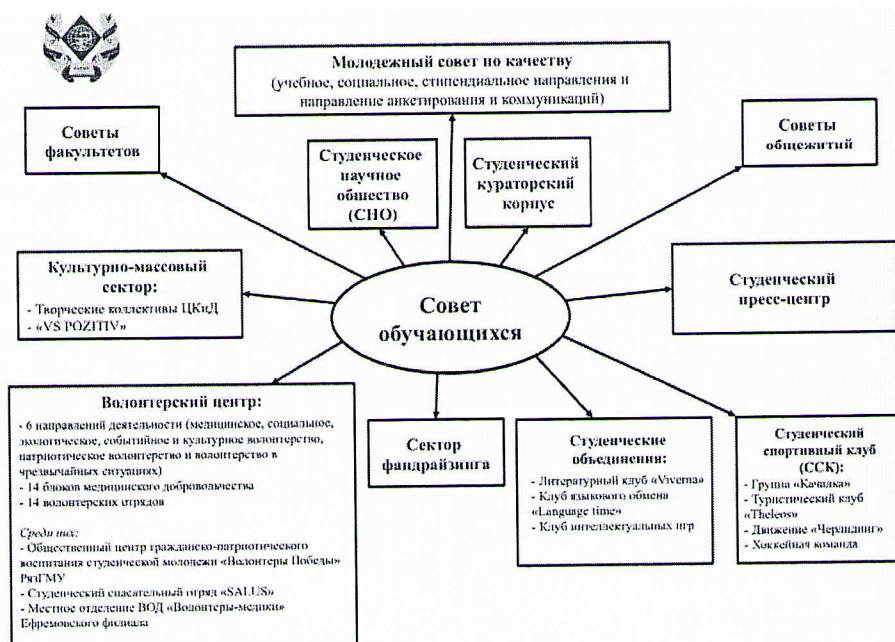 Молодежный совет по качеству
(учебное, социальное, стипендиальное направления и
направление анкетирования и коммуникаций)
Советы
факультетов
Студенческое
научное
общество
(СНО)
Студенческий
кураторский
корпус
Советы
общежитий
Культурно-массовый
сектор:
- Творческие коллективы ЦКиД
- «VS POZITIV»
Совет
обучающихся
Студенческий
пресс-центр
Волонтерский центр:
- 6 направлений деятельности (медицинское, социальное,
экологическое, событийное и культурное волонтерство,
патриотическое волонтерство и волонтерство в
чрезвычайных ситуациях)
- 14 блоков медицинского добровольчества
- 14 волонтерских отрядов
Среди них:
- Общественный центр гражданско-патриотического
воспитания студенческой молодежи «Волонтеры Победы»
РязГМУ
- Студенческий спасательный отряд «SALUS»
- Местное отделение ВОД «Волонтеры-медики»
Ефремовского филиала
Сектор
фандрайзинга
Студенческие
объединения:
- Литературный клуб «Viverna»
- Клуб языкового обмена
«Language time»
- Клуб интеллектуальных игр
Студенческий
спортивный клуб
(ССК):
- Группа «Качалка»
- Туристический клуб
«Theleos»
- Движение «Черлидинг»
- Хоккейная команда